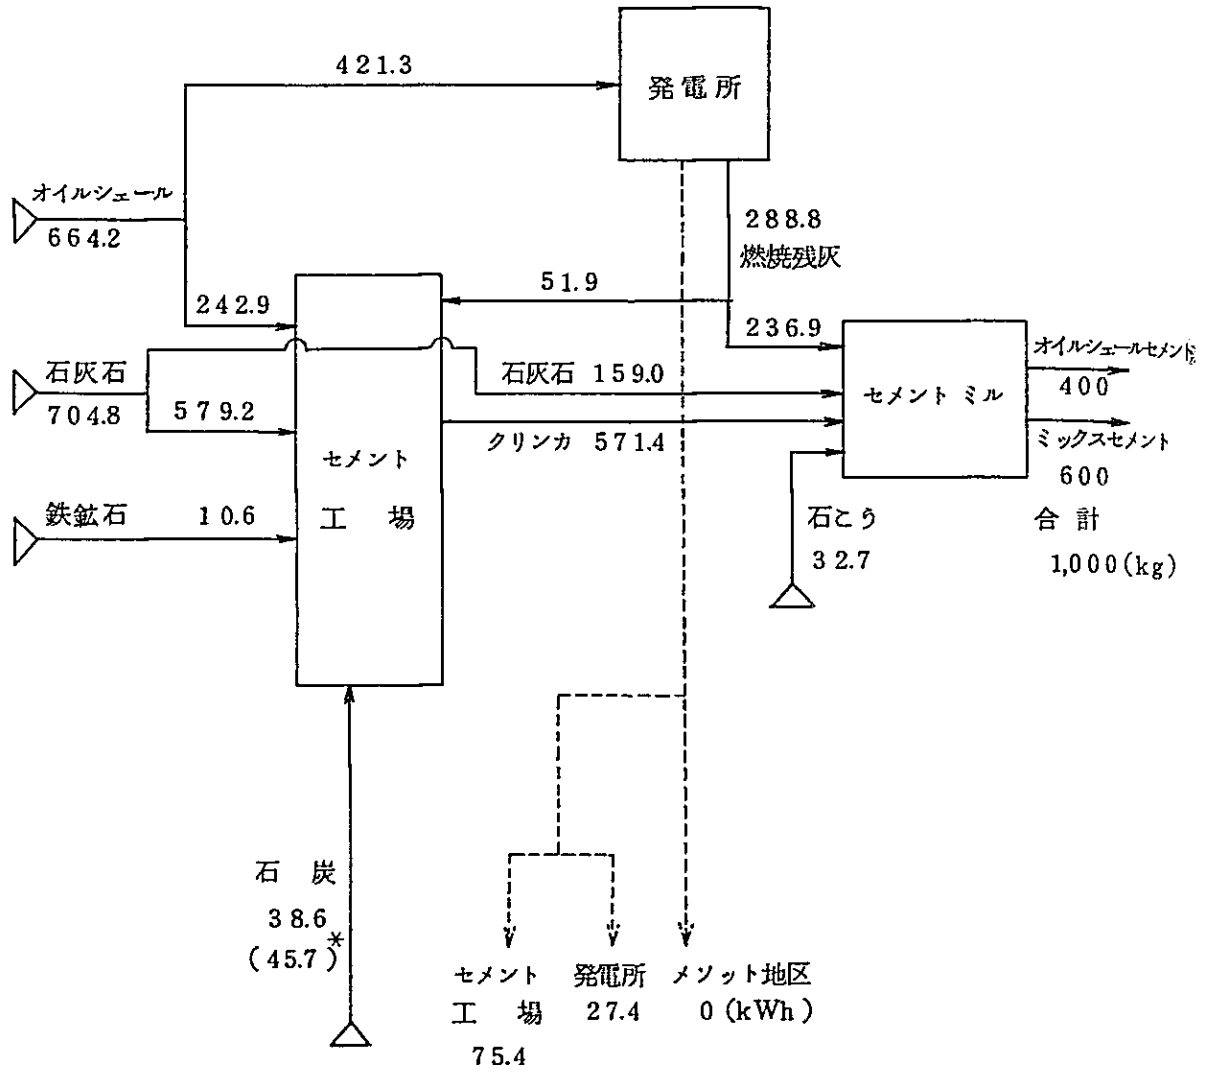 421.3
発電所
オイルシェール
664.2
288.8
燃焼残灰
51.9
242.9
236.9
石灰石
704.8
579.2
石灰石 159.0
クリンカ 571.4
セメント ミル
オイルシェールセメント
400
ミックスセメント
600
セメント
工 場
鉄鉱石 10.6
石こう
32.7
合 計
1,000(kg)
石 炭
38.6
(45.7)*
セメント
工 場
75.4
発電所
27.4
メソット地区
0 (kWh)